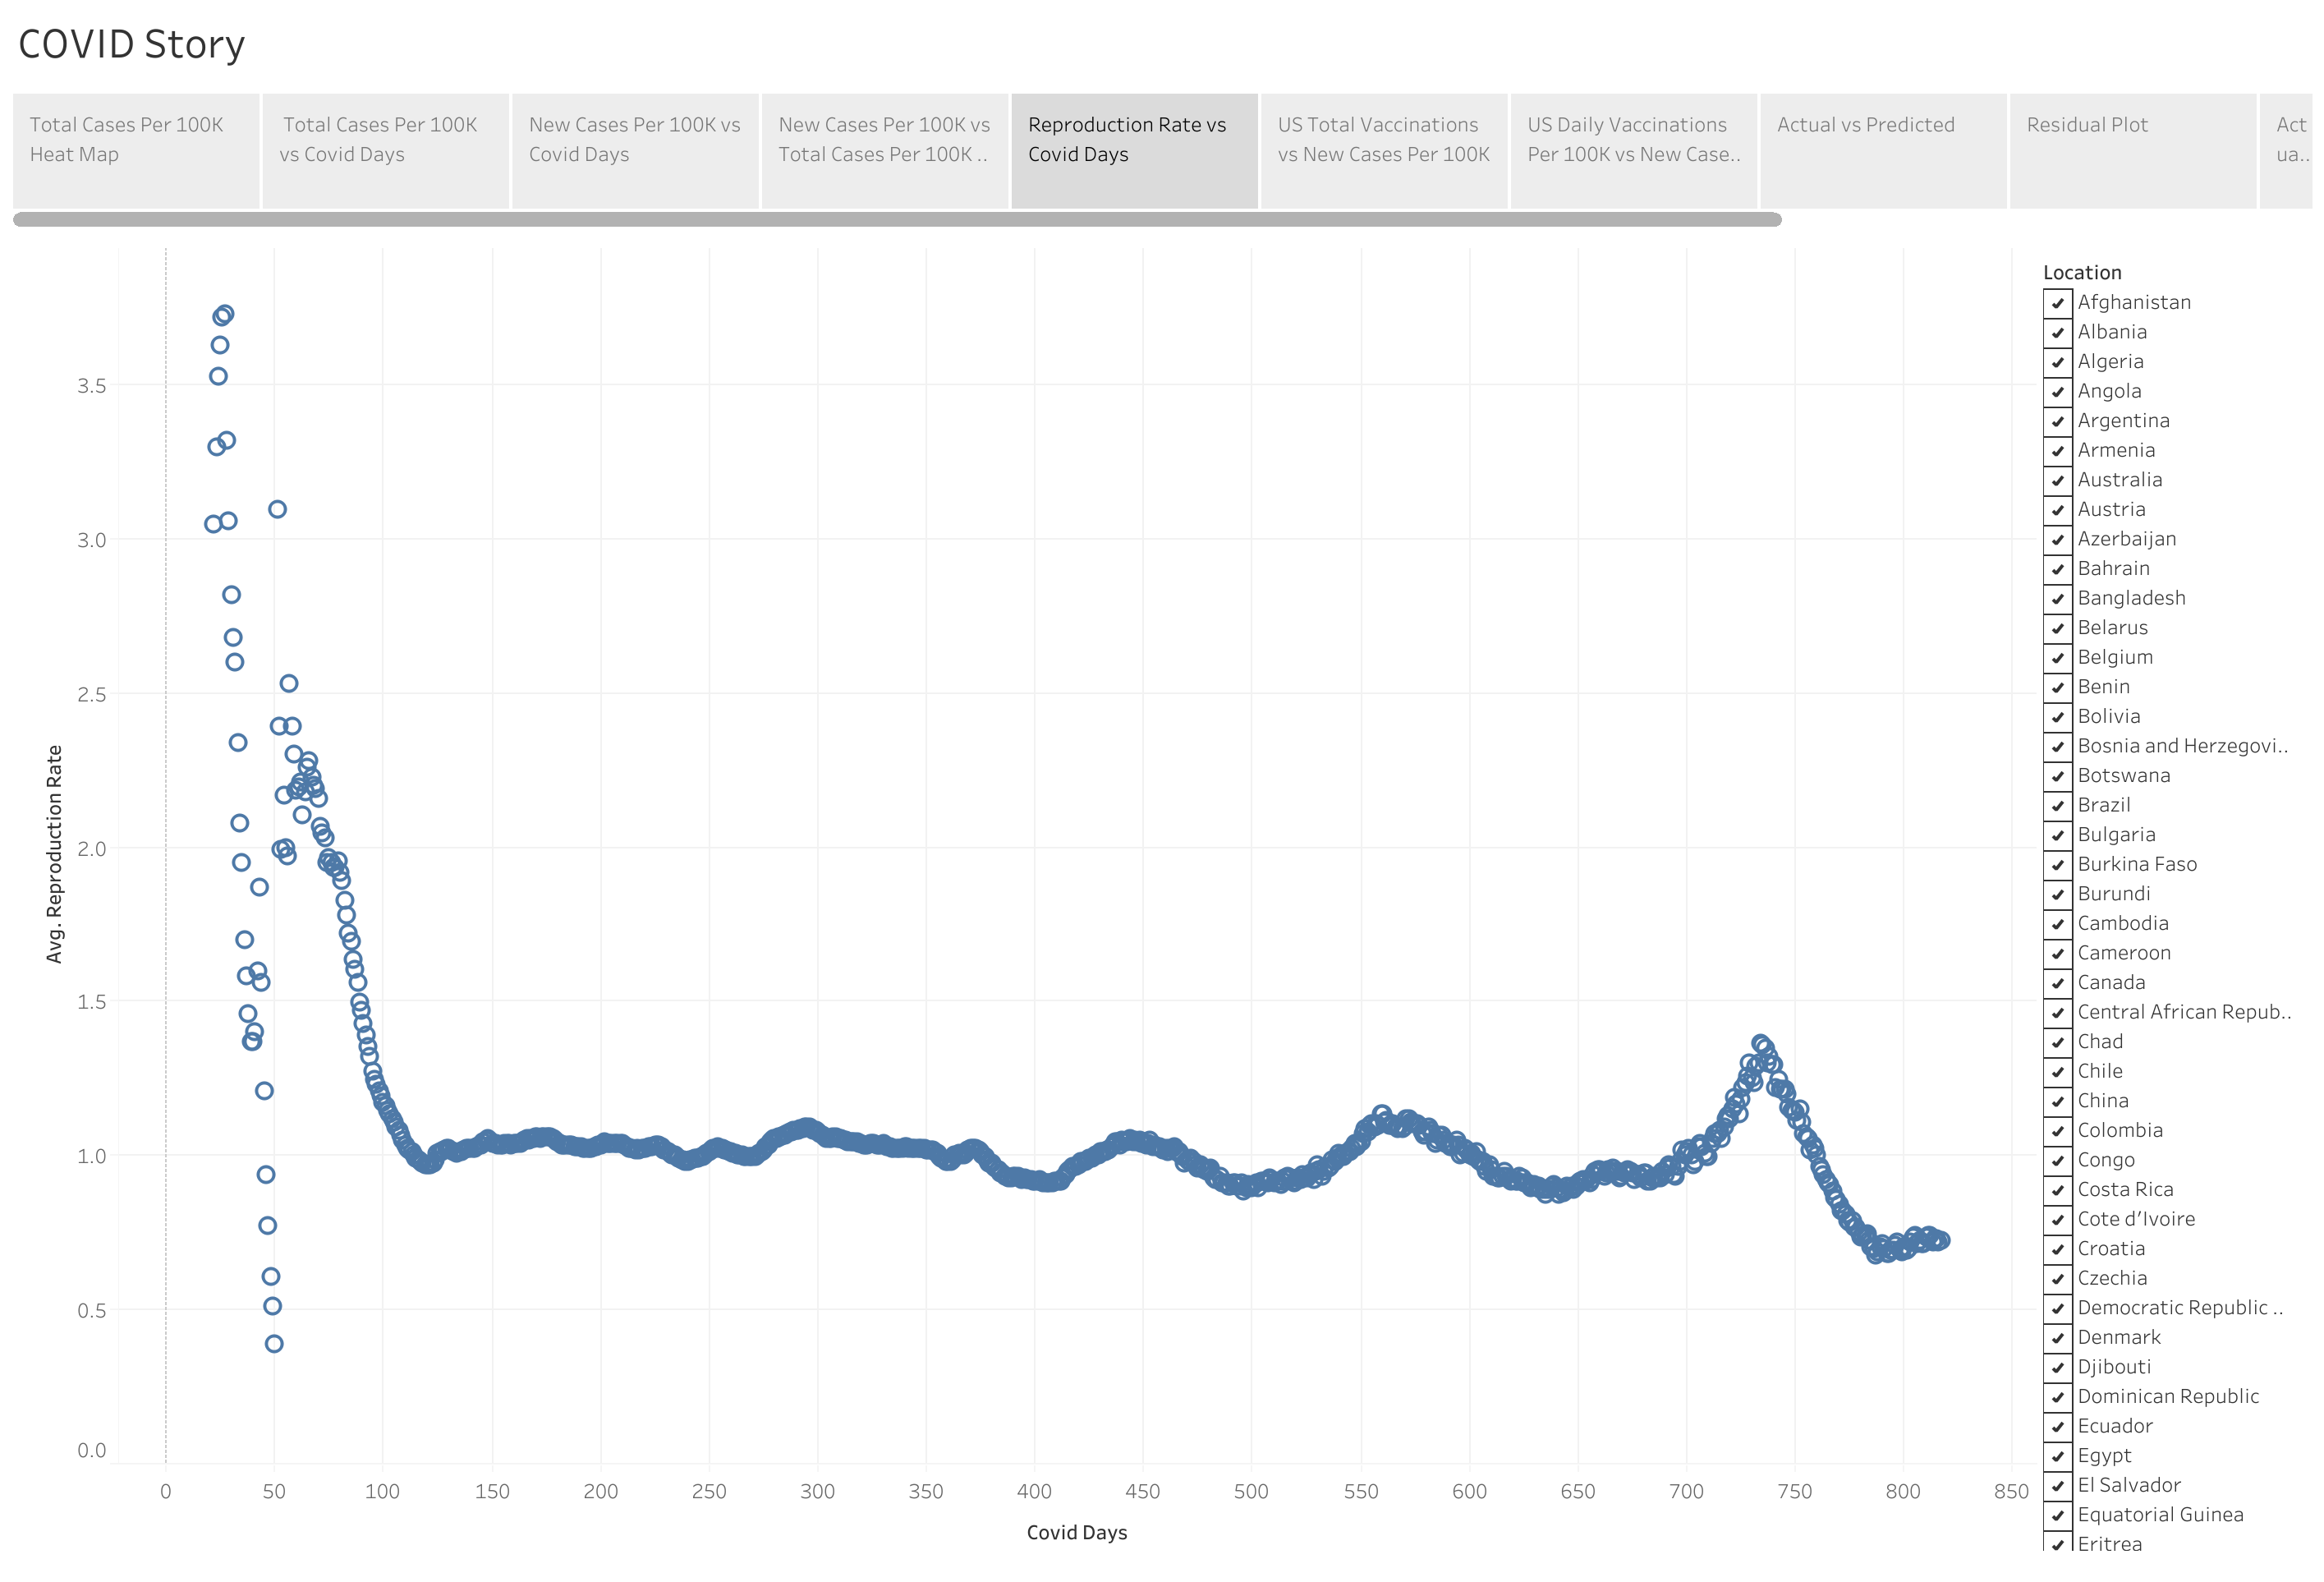 COVID Story
Total Cases Per 100K
Heat Map
Total Cases Per 100K
vs Covid Days
New Cases Per 100K vs
Covid Days
New Cases Per 100K vs
Total Cases Per 100K ..
Reproduction Rate vs
Covid Days
US Total Vaccinations
vs New Cases Per 100K
US Daily Vaccinations
Per 100K vs New Case..
Actual vs Predicted
Residual Plot
Act
ua..
Avg. Reproduction Rate
3.5
3.0
2.5
2.0
1.5
1.0
0.5
0.0
0
50
100
150
200
250
300
350
400
450
500
550
600
650
700
750
800
850
Covid Days
Location
Afghanistan
Albania
Algeria
Angola
Argentina
Armenia
Australia
Austria
Azerbaijan
Bahrain
Bangladesh
Belarus
Belgium
Benin
Bolivia
Bosnia and Herzegovi..
Botswana
Brazil
Bulgaria
Burkina Faso
Burundi
Cambodia
Cameroon
Canada
Central African Repub..
Chad
Chile
China
Colombia
Congo
Costa Rica
Cote d’Ivoire
Croatia
Czechia
Democratic Republic ..
Denmark
Djibouti
Dominican Republic
Ecuador
Egypt
El Salvador
Equatorial Guinea
Eritrea